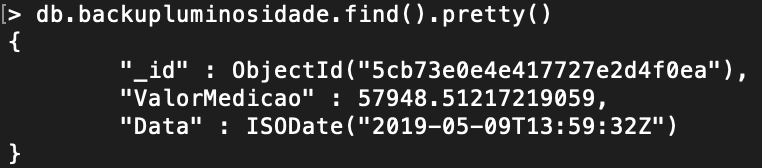 [> db.backupluminosidade.find().pretty()
{
        "_id" : ObjectId("5cb73e0e4e417727e2d4f0ea"),
        "ValorMedicao" : 57948.51217219059,
        "Data" : ISODate("2019-05-09T13:59:32Z")
}